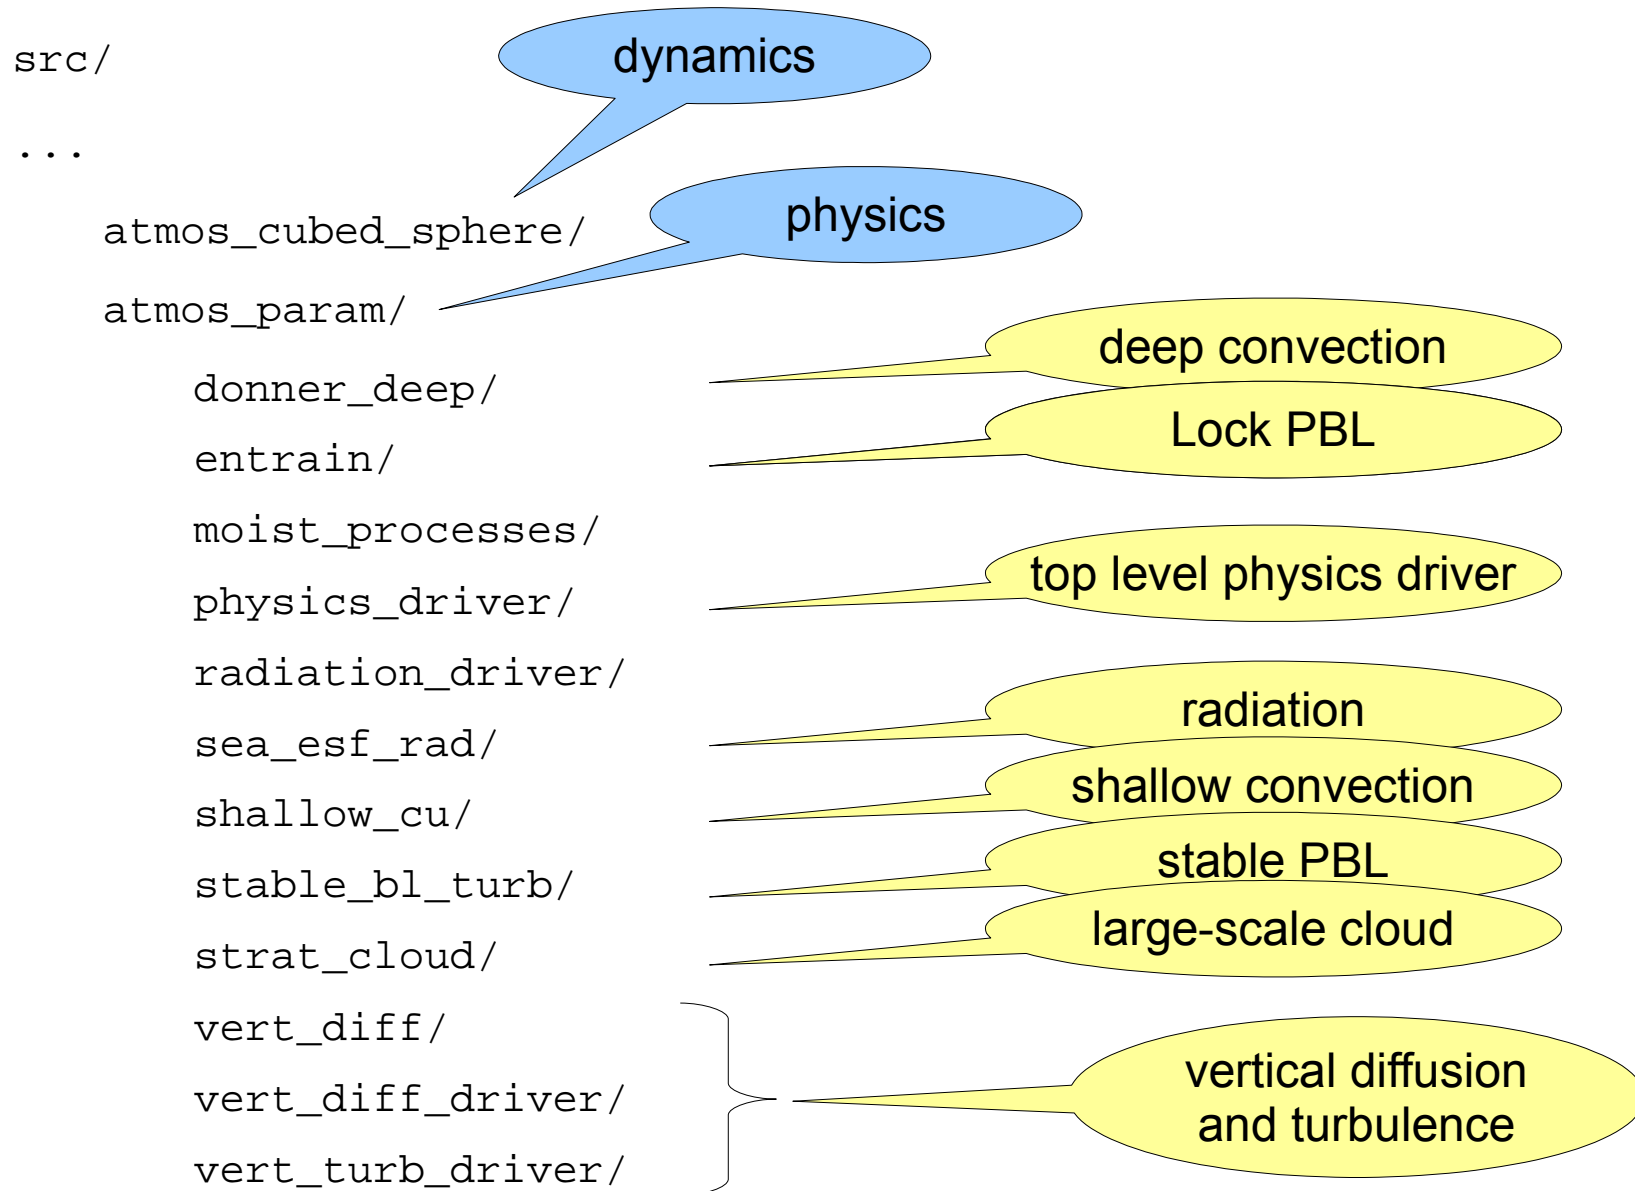 src/
dynamics
...
atmos_cubed_sphere/
physics
atmos_param/
deep convection
donner_deep/
Lock PBL
entrain/
moist_processes/
top level physics driver
physics_driver/
radiation_driver/
radiation
sea_esf_rad/
shallow convection
shallow_cu/
stable PBL
stable_bl_turb/
large-scale cloud
strat_cloud/
vert_diff/
vertical diffusion
and turbulence
vert_diff_driver/
vert_turb_driver/